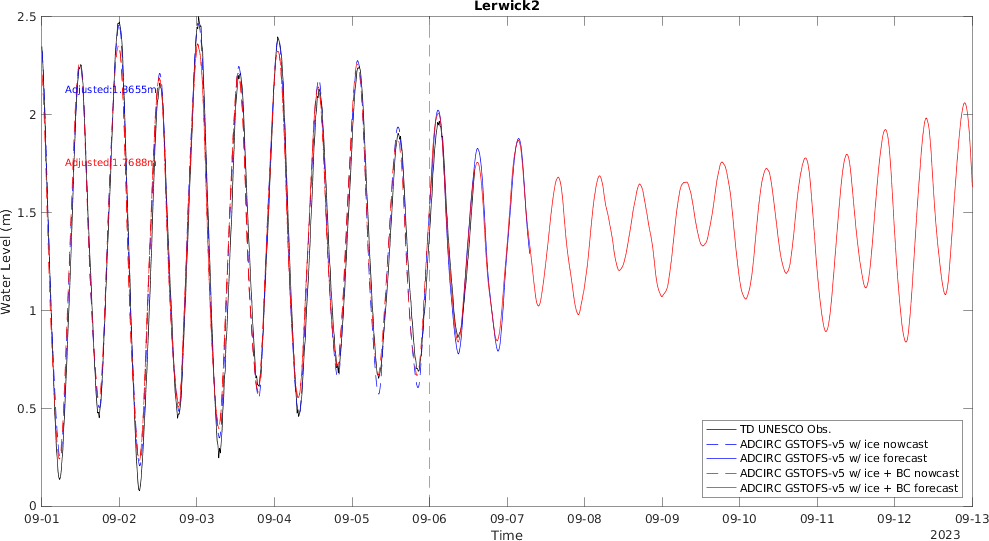 Lerwick2
2.5
2
1.5
1
0.5
0
Water Level (m)
Adjusted:1.8655m
Adjusted:1.7688m
TD UNESCO Obs.
ADCIRC GSTOFS-v5 w/ ice nowcast
ADCIRC GSTOFS-v5 w/ ice forecast
ADCIRC GSTOFS-v5 w/ ice + BC nowcast
ADCIRC GSTOFS-v5 w/ ice + BC forecast
09-01 09-02 09-03 09-04 09-05 09-06 09-07 09-08 09-09 09-10 09-11 09-12 09-13
Time
2023